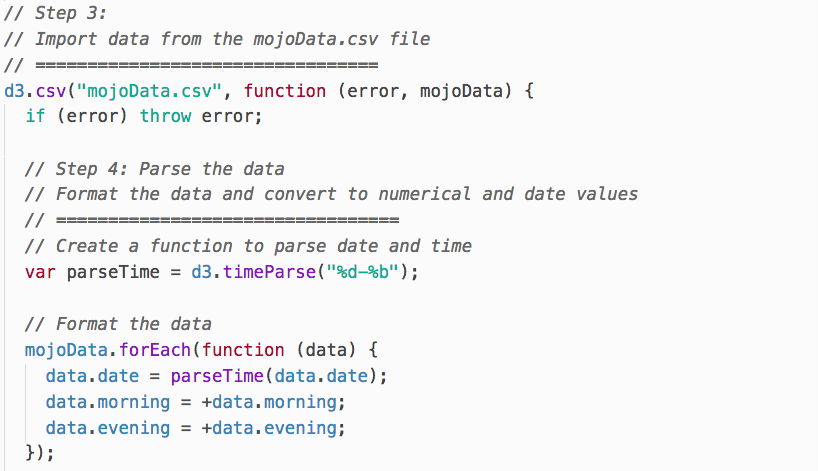 // Step 3:
// Import data from the mojoData.csv file
// =================================
d3.csv("mojoData.csv", function (error, mojoData) {
  if (error) throw error;

  // Step 4: Parse the data
  // Format the data and convert to numerical and date values
  // =================================
  // Create a function to parse date and time
  var parseTime = d3.timeParse("%d-%b");

  // Format the data
  mojoData.forEach(function (data) {
    data.date = parseTime(data.date);
    data.morning = +data.morning;
    data.evening = +data.evening;
  });